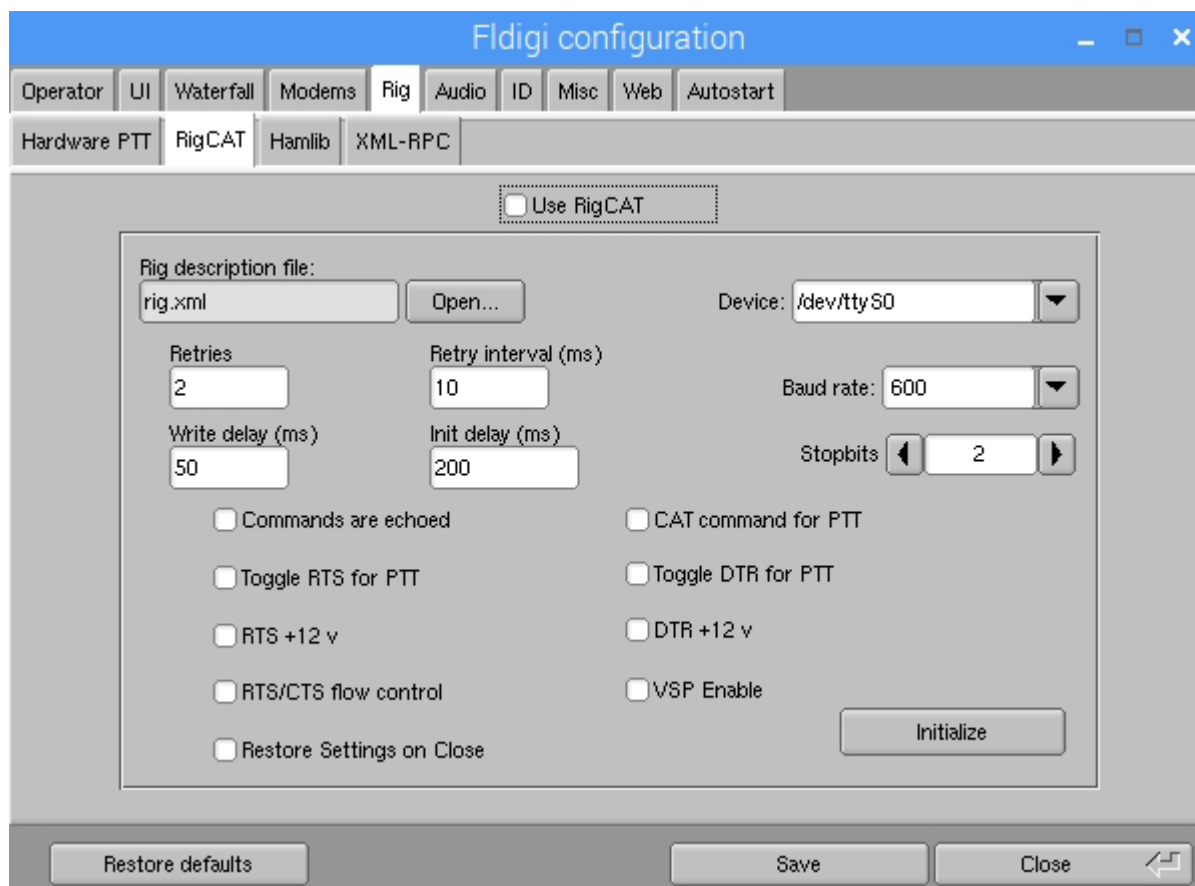 Fldigi configuration
Operator UI Waterfall Modems Rig Audio ID Misc Web Autostart
Hardware PTT RigCAT Hamlib XML-RPC
Use RigCAT
Rig description file:
rig.xml Open... Device: /dev/ttyS0
Retries Retry interval (ms)
2 10 Baud rate: 600
Write delay (ms) Init delay (ms)
50 200 Stopbits 2
Commands are echoed CAT command for PTT
Toggle RTS for PTT Toggle DTR for PTT
RTS +12 v DTR +12 v
RTS/CTS flow control VSP Enable
Restore Settings on Close Initialize
Restore defaults Save Close